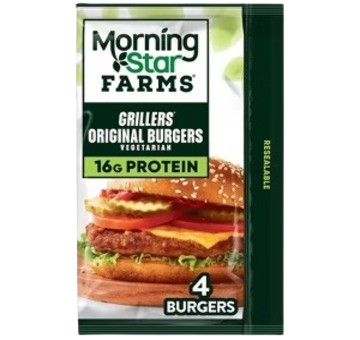 Morning
Star
FARMS®
GRILLERS®
ORIGINAL BURGERS
VEGETARIAN
16G PROTEIN
RESEALABLE
4
BURGERS